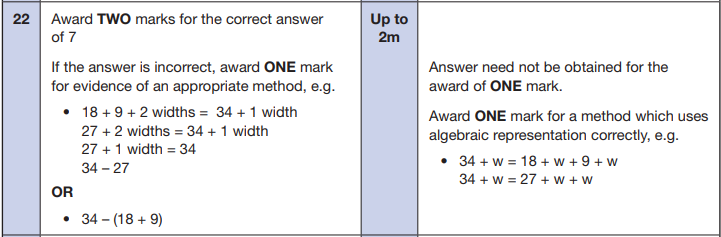 22
Award TWO marks for the correct answer
of 7
If the answer is incorrect, award ONE mark
for evidence of an appropriate method, e.g.
• 18 + 9 + 2 widths = 34 + 1 width
27 + 2 widths = 34 + 1 width
27 + 1 width = 34
34 – 27
OR
• 34 – (18 + 9)
Up to
2m
Answer need not be obtained for the
award of ONE mark.
Award ONE mark for a method which uses
algebraic representation correctly, e.g.
• 34 + w = 18 + w + 9 + w
34 + w = 27 + w + w